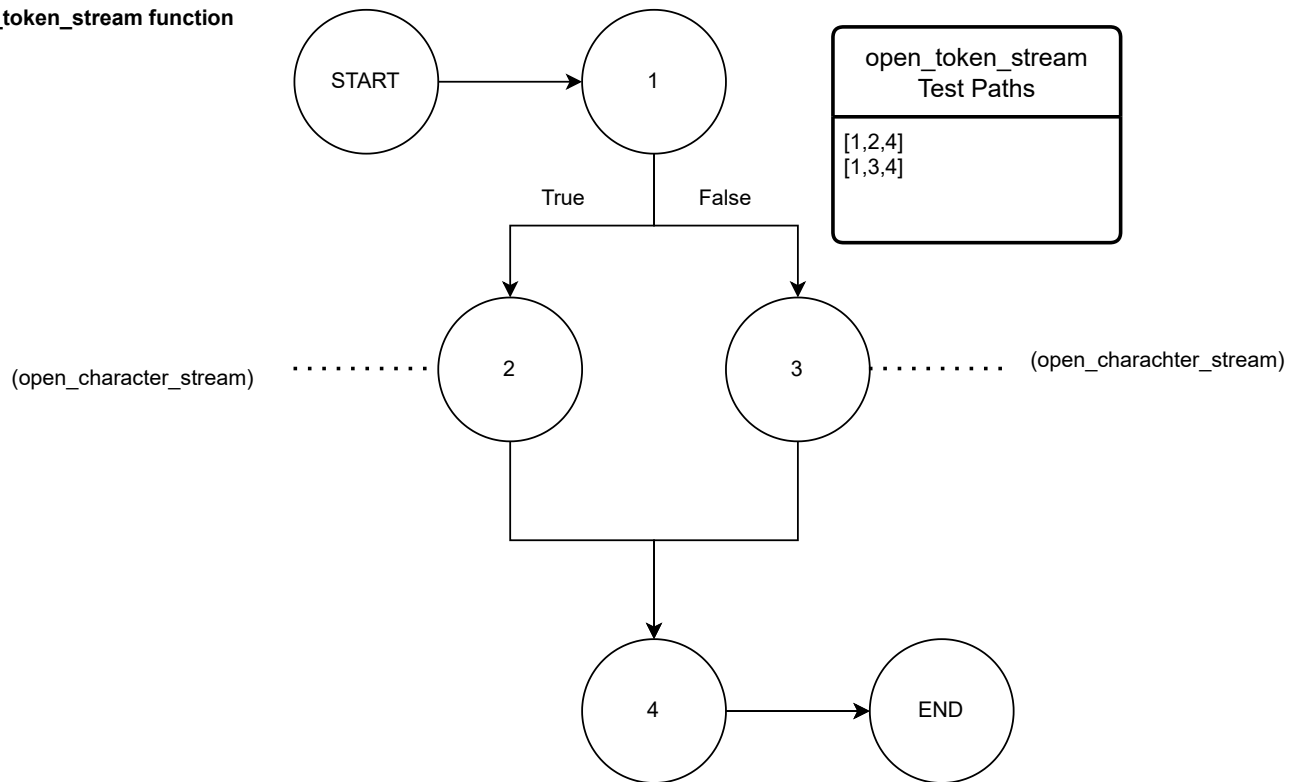 _token_stream function
START
1
open_token_stream
Test Paths
[1,2,4]
[1,3,4]
True
False
2
3
(open_character_stream)
(open_charachter_stream)
4
END